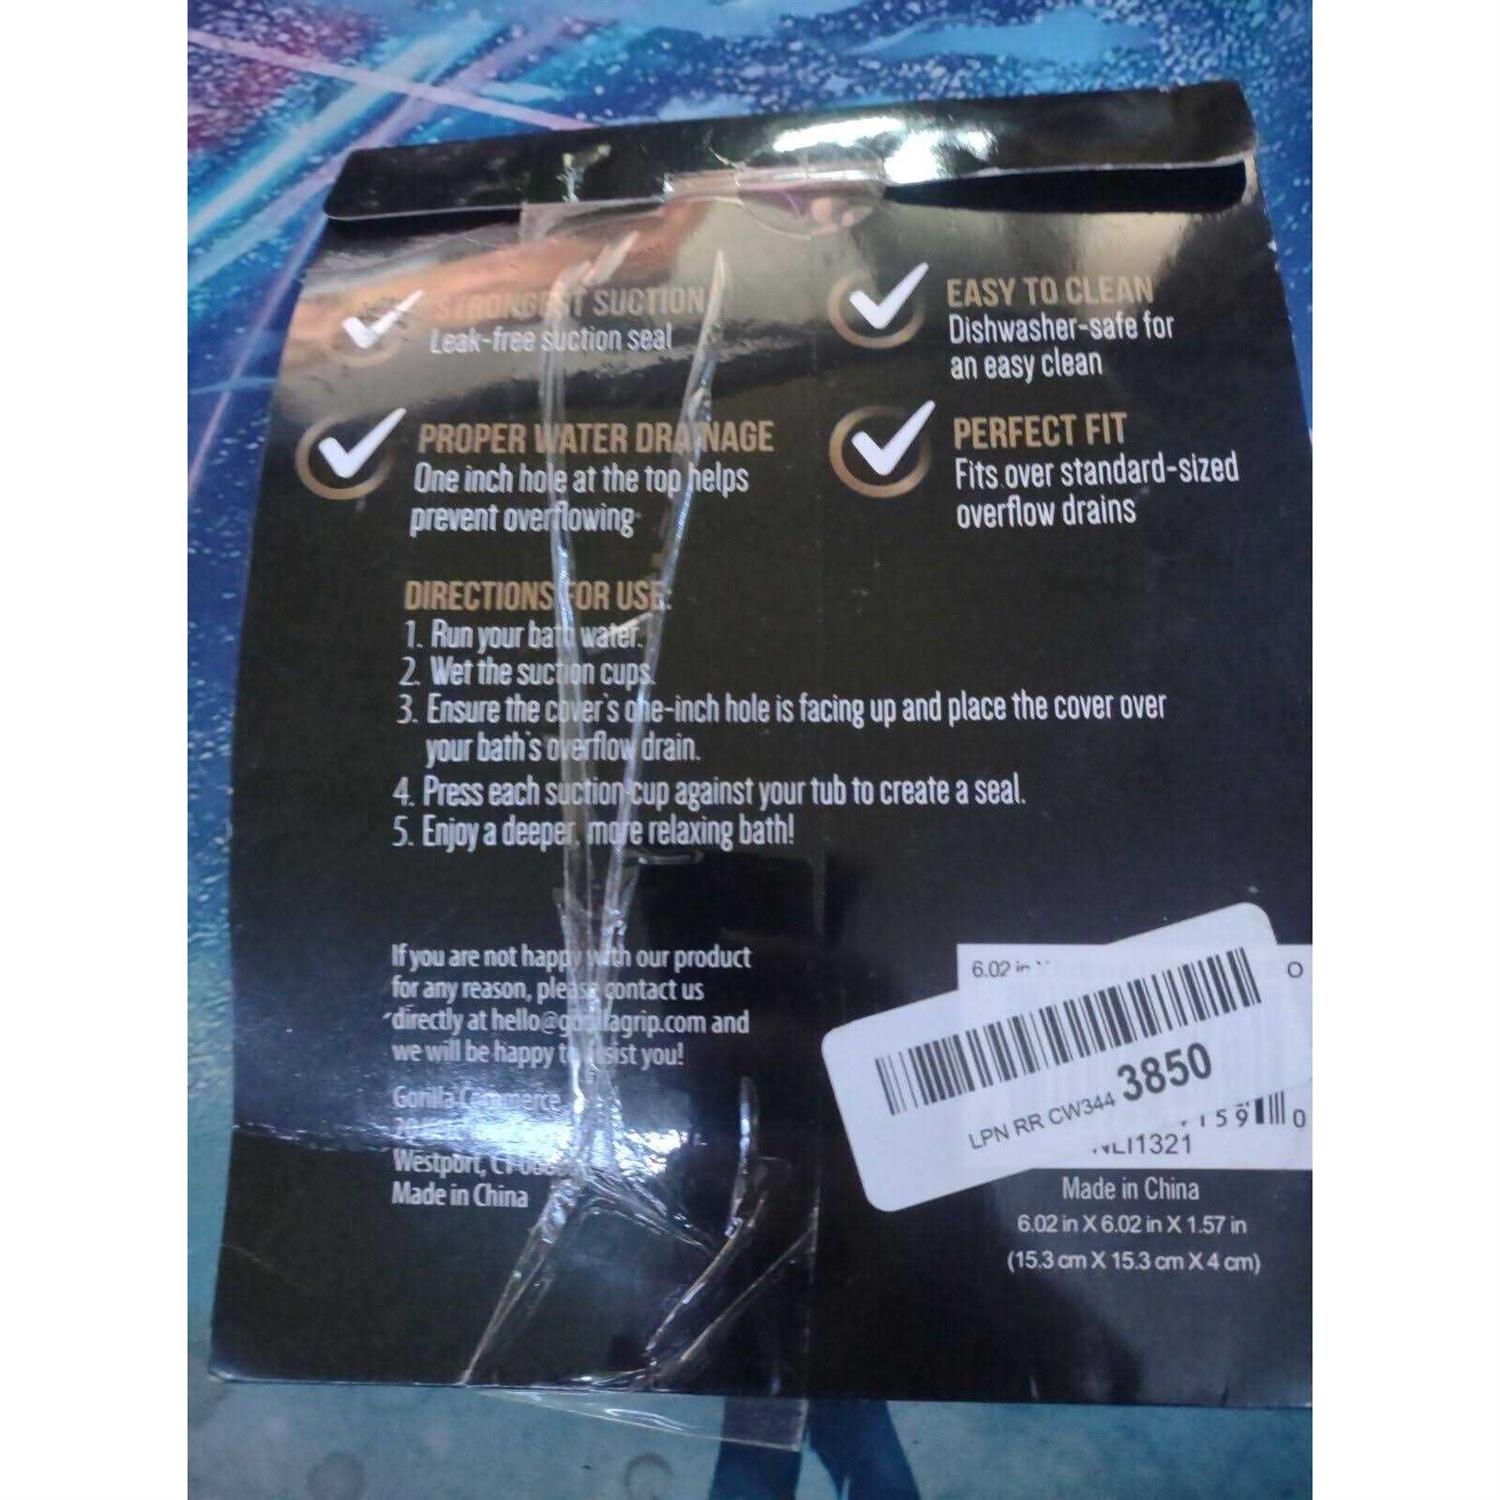 STRONGEST SUCTION
Leak-free suction seal
EASY TO CLEAN
Dishwasher-safe for
an easy clean
PROPER WATER DRAINAGE
One inch hole at the top helps
prevent overflowing
PERFECT FIT
Fits over standard-sized
overflow drains
DIRECTIONS FOR USE:
1. Run your bath water.
2. Wet the suction cups.
3. Ensure the cover's one-inch hole is facing up and place the cover over
your bath's overflow drain.
4. Press each suction cup against your tub to create a seal.
5. Enjoy a deeper, more relaxing bath!
If you are not happy with our product
for any reason, please contact us
directly at hello@gorillagrip.com and
we will be happy to assist you!
Gorilla Commerce
Westport, CT
Made in China
6.02 in
LPN RR CW344 3850
159 0
Made in China
6.02 in X 6.02 in X 1.57 in
(15.3 cm X 15.3 cm X 4 cm)